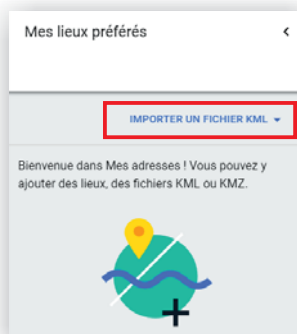 Mes lieux préférés
IMPORTER UN FICHIER KML
Bienvenue dans Mes adresses ! Vous pouvez y
ajouter des lieux, des fichiers KML ou KMZ.